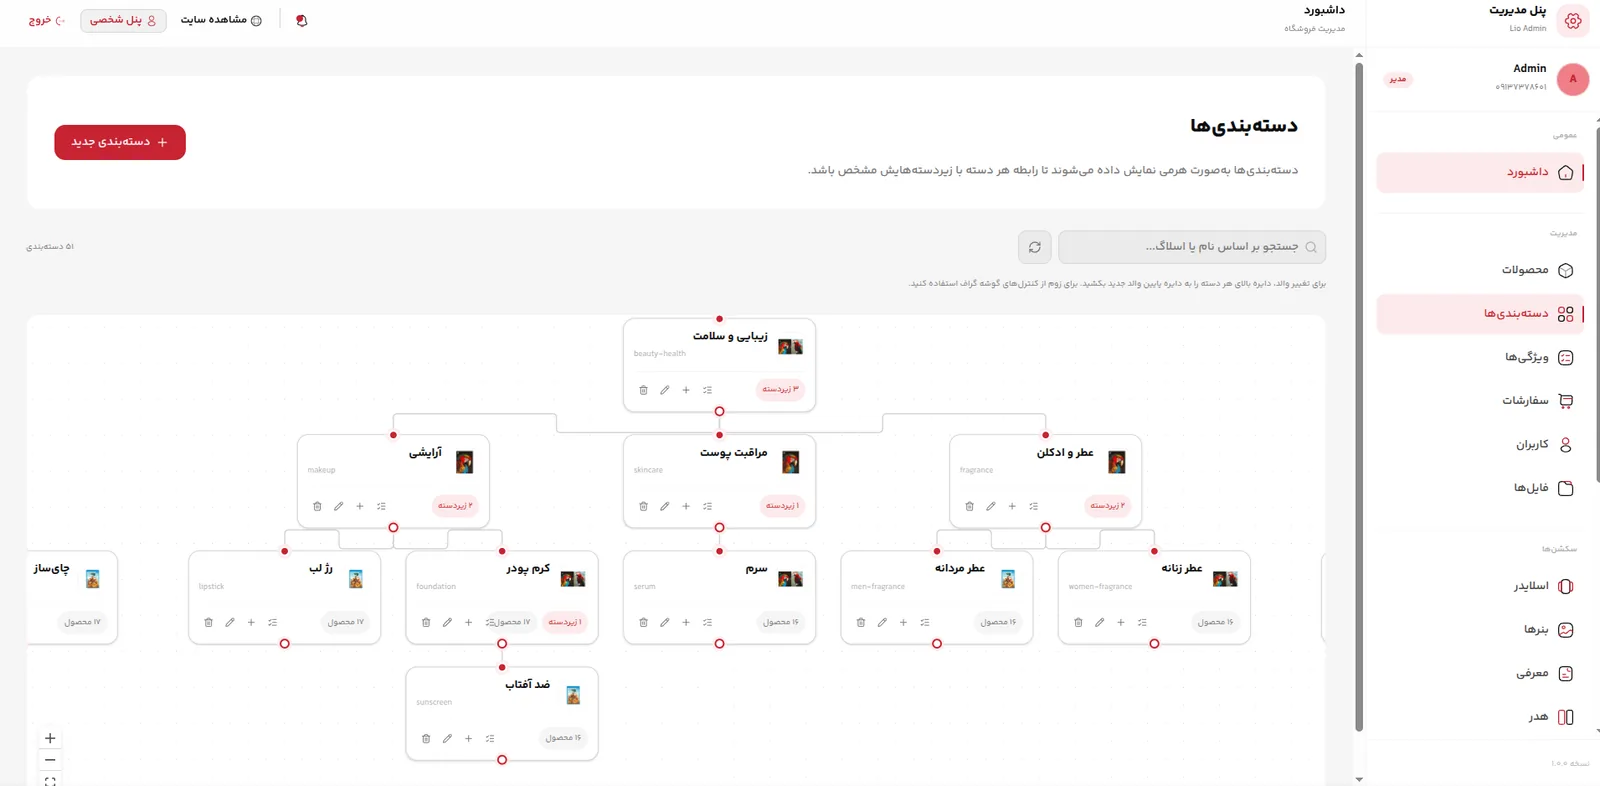 پنل مدیریت
Lio Admin
Admin
۰۹۱۳۷۳۷۸۶۰۱
مدیر
عمومی
داشبورد
مدیریت
محصولات
دسته‌بندی‌ها
ویژگی‌ها
سفارشات
کاربران
فایل‌ها
سکشن‌ها
اسلایدر
بنرها
معرفی
هدر
نسخه ۱.۰.۰
داشبورد
مدیریت فروشگاه
مشاهده سایت
پنل شخصی
خروج
دسته‌بندی‌ها
دسته‌بندی‌ها به‌صورت هرمی نمایش داده می‌شوند تا رابطه هر دسته با زیردسته‌هایش مشخص باشد.
+ دسته‌بندی جدید
جستجو بر اساس نام یا اسلاگ...
۵۱ دسته‌بندی
برای تغییر والد، دایره بالای هر دسته را به دایره پایین والد جدید بکشید. برای زوم از کنترل‌های گوشه گراف استفاده کنید.
زیبایی و سلامت
beauty-health
۳ زیردسته
عطر و ادکلن
fragrance
۲ زیردسته
مراقبت پوست
skincare
۱ زیردسته
آرایشی
makeup
۲ زیردسته
عطر زنانه
women-fragrance
۱۶ محصول
عطر مردانه
men-fragrance
۱۶ محصول
سرم
serum
۱۶ محصول
کرم پودر
foundation
۱ زیردسته
۱۷ محصول
رژ لب
lipstick
۱۷ محصول
چای‌ساز
۱۷ محصول
ضد آفتاب
sunscreen
۱۶ محصول